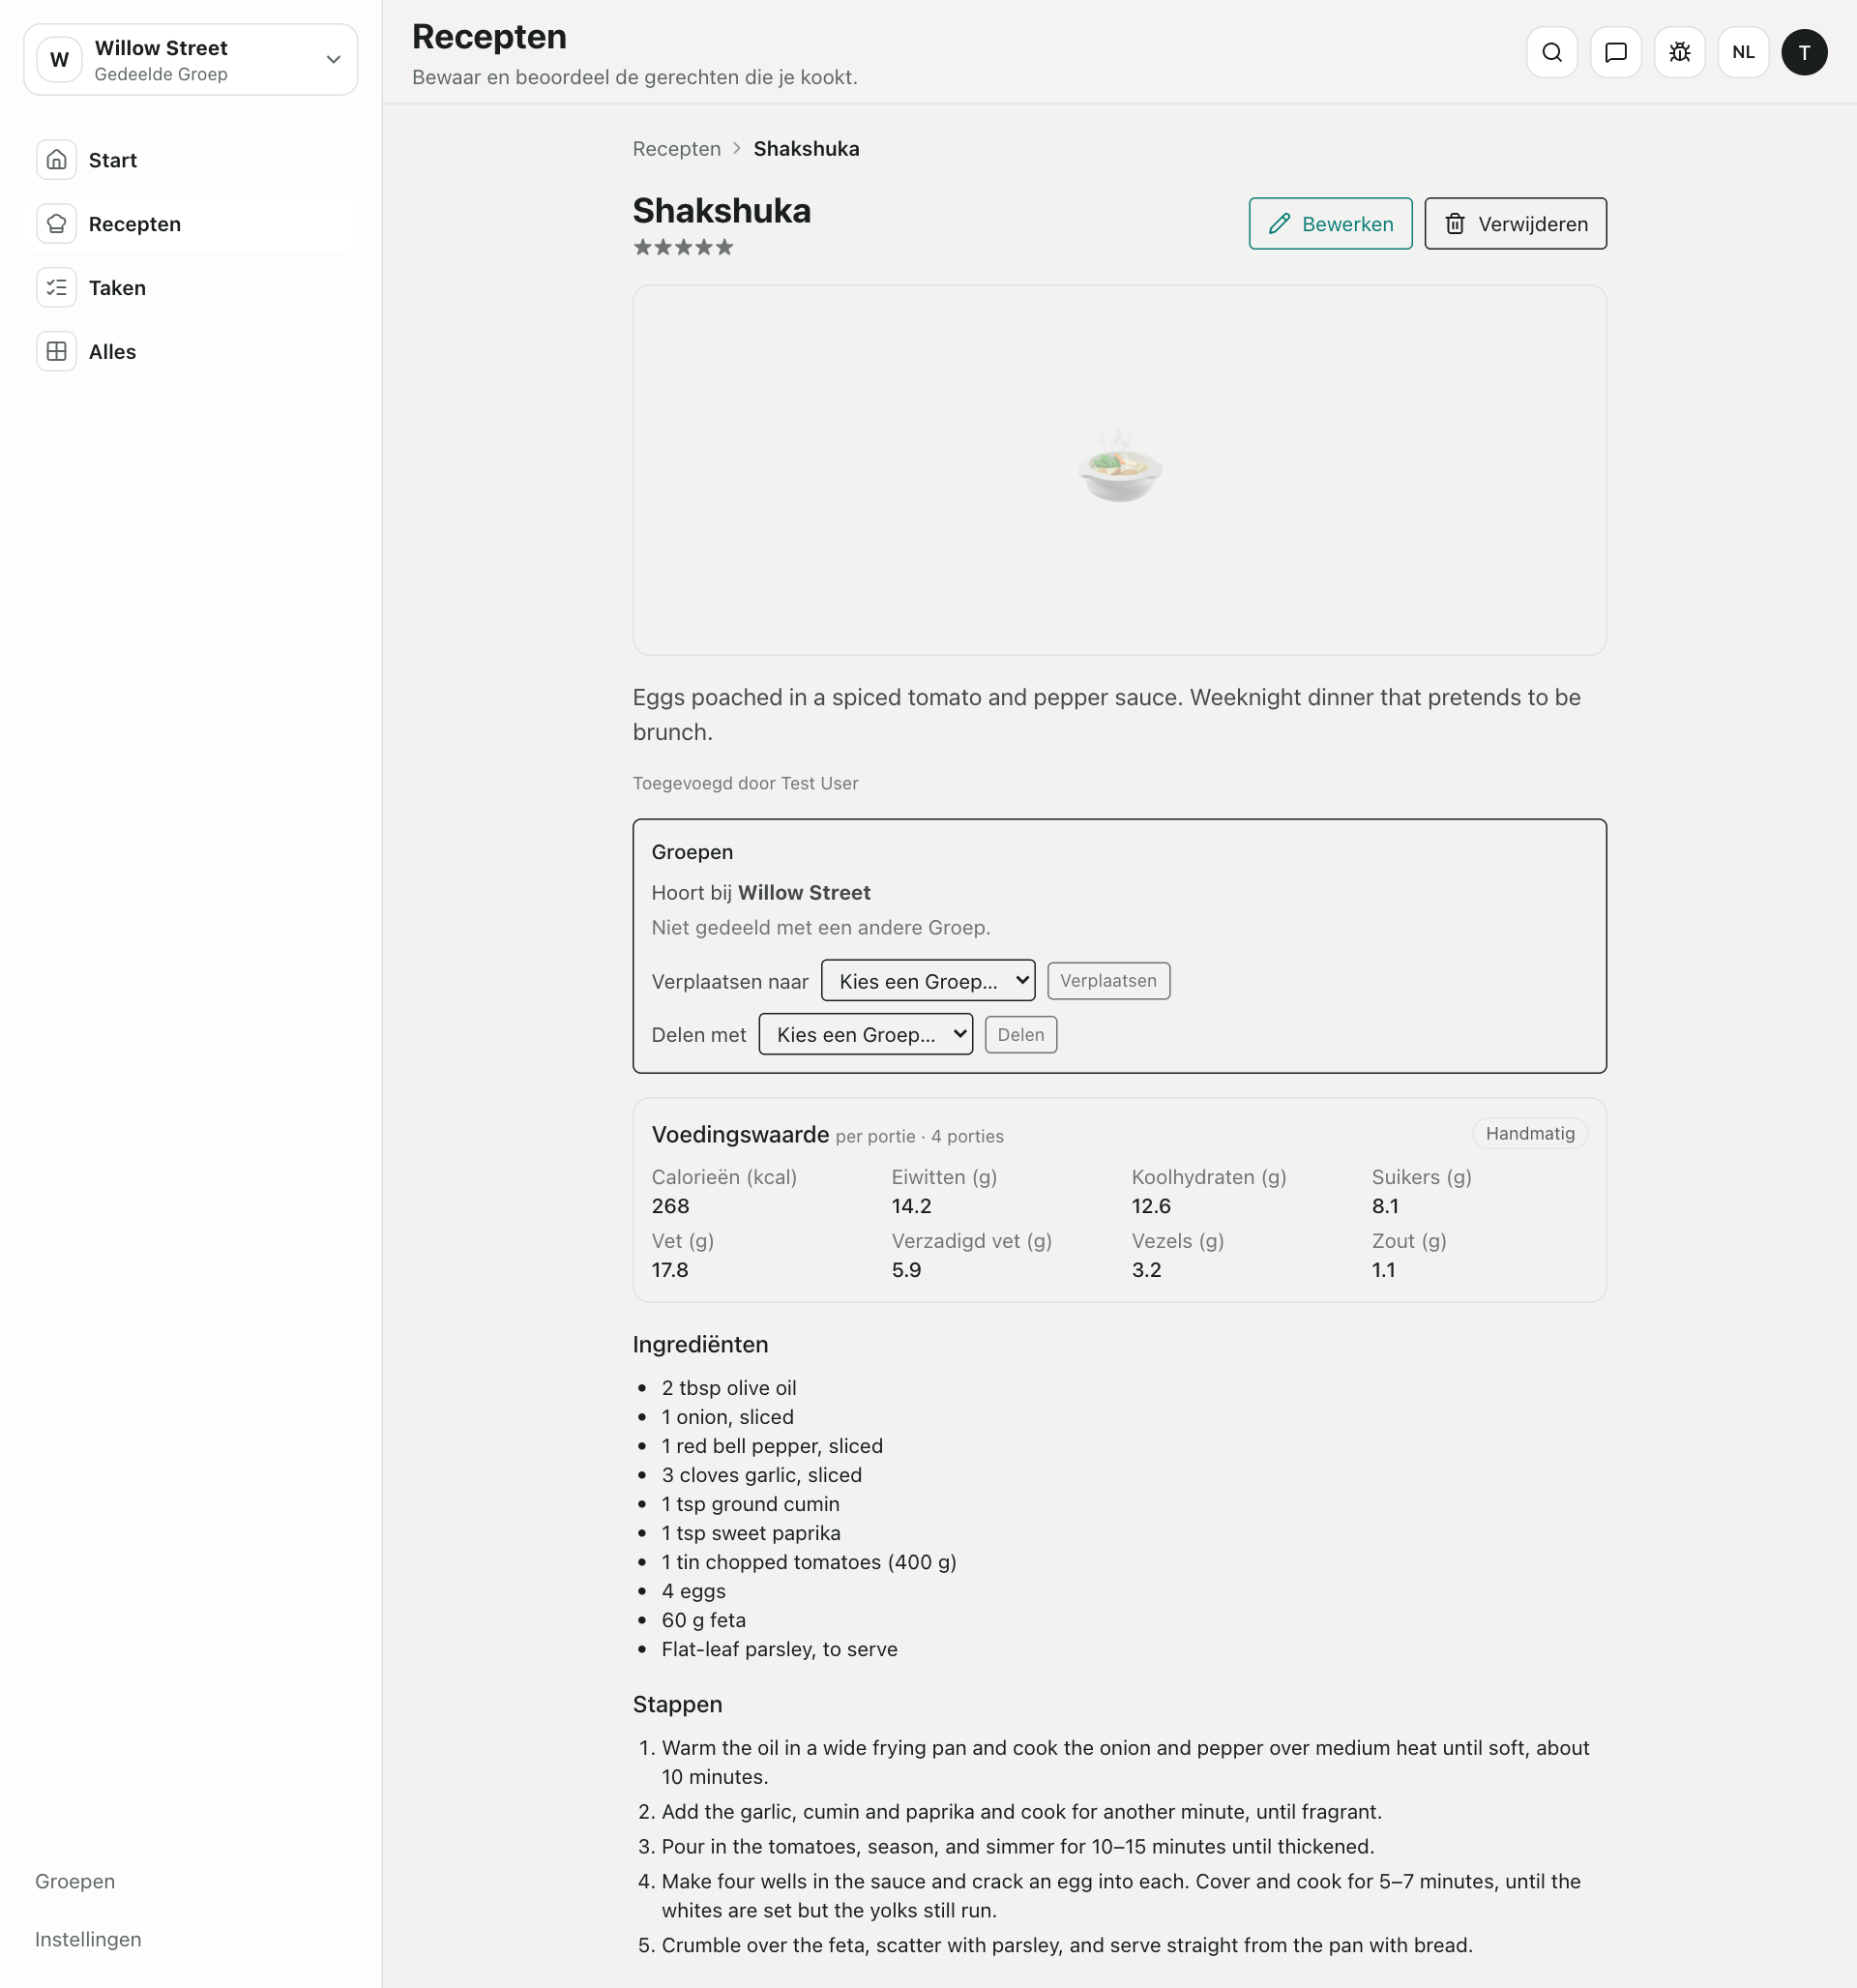 W
Willow Street
Gedeelde Groep
Start
Recepten
Taken
Alles
Groepen
Instellingen
Recepten
Bewaar en beoordeel de gerechten die je kookt.
NL
T
Recepten > Shakshuka
Shakshuka
★★★★★
Bewerken
Verwijderen
Eggs poached in a spiced tomato and pepper sauce. Weeknight dinner that pretends to be
brunch.
Toegevoegd door Test User
Groepen
Hoort bij Willow Street
Niet gedeeld met een andere Groep.
Verplaatsen naar Kies een Groep... Verplaatsen
Delen met Kies een Groep... Delen
Voedingswaarde per portie · 4 porties Handmatig
Calorieën (kcal) Eiwitten (g) Koolhydraten (g) Suikers (g)
268 14.2 12.6 8.1
Vet (g) Verzadigd vet (g) Vezels (g) Zout (g)
17.8 5.9 3.2 1.1
Ingrediënten
• 2 tbsp olive oil
• 1 onion, sliced
• 1 red bell pepper, sliced
• 3 cloves garlic, sliced
• 1 tsp ground cumin
• 1 tsp sweet paprika
• 1 tin chopped tomatoes (400 g)
• 4 eggs
• 60 g feta
• Flat-leaf parsley, to serve
Stappen
1. Warm the oil in a wide frying pan and cook the onion and pepper over medium heat until soft, about
10 minutes.
2. Add the garlic, cumin and paprika and cook for another minute, until fragrant.
3. Pour in the tomatoes, season, and simmer for 10–15 minutes until thickened.
4. Make four wells in the sauce and crack an egg into each. Cover and cook for 5–7 minutes, until the
whites are set but the yolks still run.
5. Crumble over the feta, scatter with parsley, and serve straight from the pan with bread.